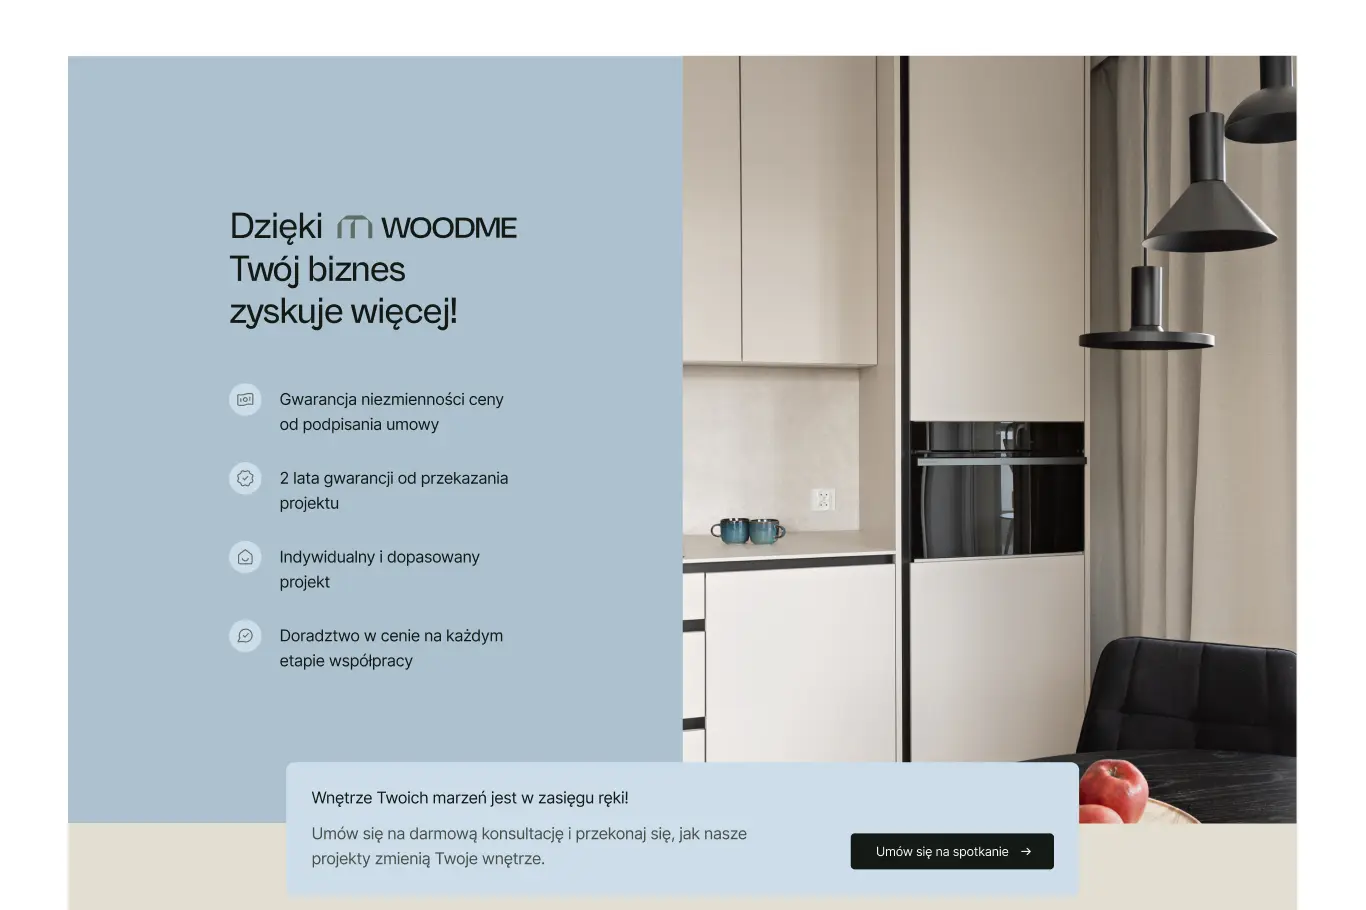 Dzięki WOODME
Twój biznes
zyskuje więcej!
Gwarancja niezmienności ceny
od podpisania umowy
2 lata gwarancji od przekazania
projektu
Indywidualny i dopasowany
projekt
Doradztwo w cenie na każdym
etapie współpracy
Wnętrze Twoich marzeń jest w zasięgu ręki!
Umów się na darmową konsultację i przekonaj się, jak nasze
projekty zmienią Twoje wnętrze.
Umów się na spotkanie →